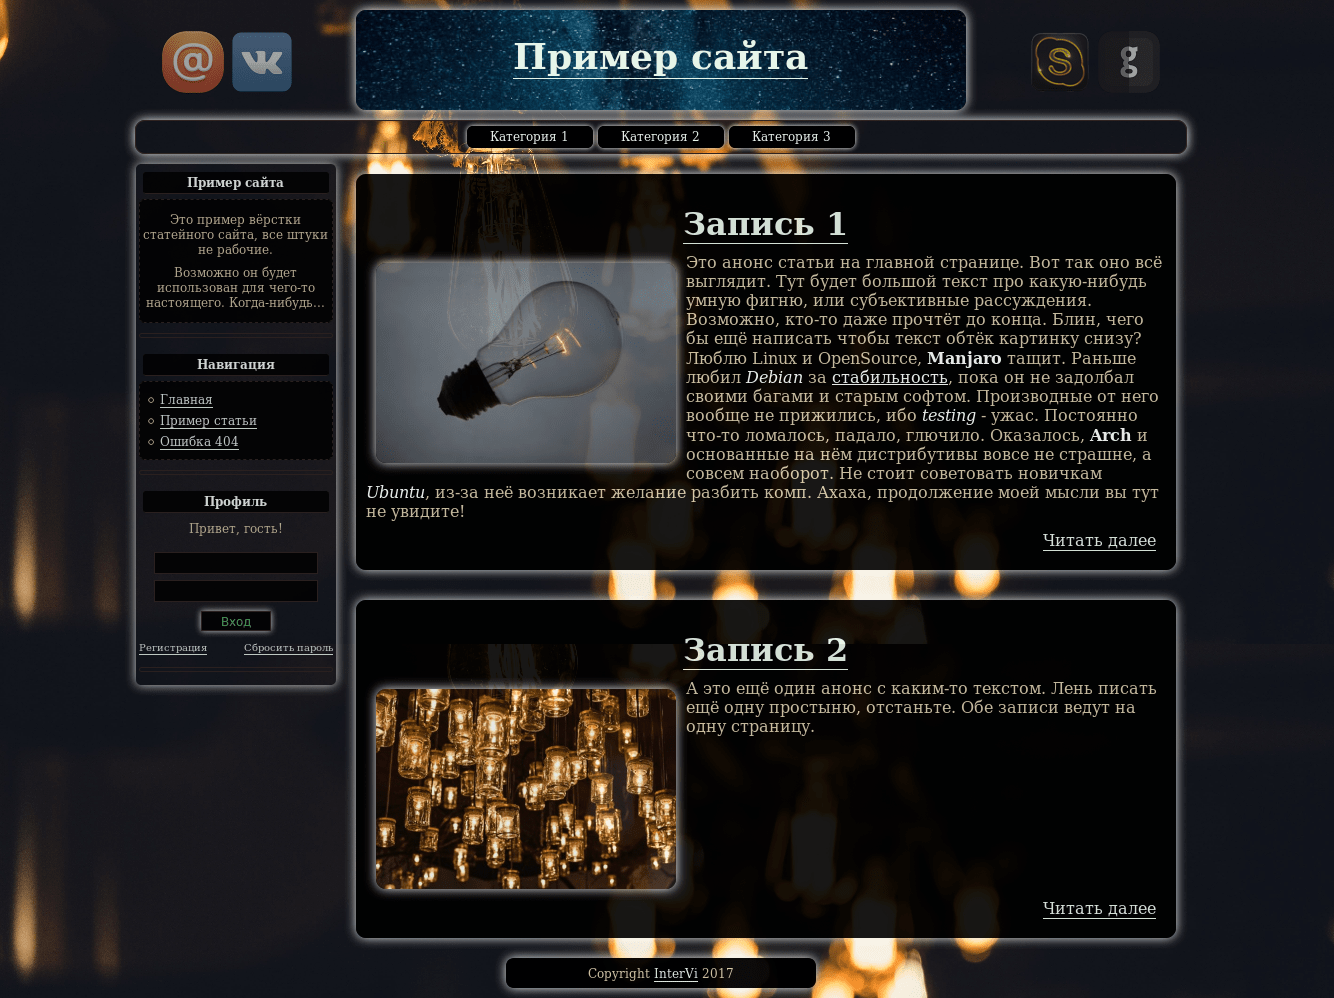 @
Пример сайта
S
g
Категория 1 Категория 2 Категория 3
Пример сайта
Это пример вёрстки
статейного сайта, все штуки
не рабочие.
Возможно он будет
использован для чего-то
настоящего. Когда-нибудь...
Навигация
Главная
Пример статьи
Ошибка 404
Профиль
Привет, гость!
Вход
Регистрация Сбросить пароль
Запись 1
Это анонс статьи на главной странице. Вот так оно всё
выглядит. Тут будет большой текст про какую-нибудь
умную фигню, или субъективные рассуждения.
Возможно, кто-то даже прочтёт до конца. Блин, чего
бы ещё написать чтобы текст обтёк картинку снизу?
Люблю Linux и OpenSource, Manjaro тащит. Раньше
любил Debian за стабильность, пока он не задолбал
своими багами и старым софтом. Производные от него
вообще не прижились, ибо testing - ужас. Постоянно
что-то ломалось, падало, глючило. Оказалось, Arch и
основанные на нём дистрибутивы вовсе не страшне, а
совсем наоборот. Не стоит советовать новичкам
Ubuntu, из-за неё возникает желание разбить комп. Ахаха, продолжение моей мысли вы тут
не увидите!
Читать далее
Запись 2
А это ещё один анонс с каким-то текстом. Лень писать
ещё одну простыню, отстаньте. Обе записи ведут на
одну страницу.
Читать далее
Copyright InterVi 2017